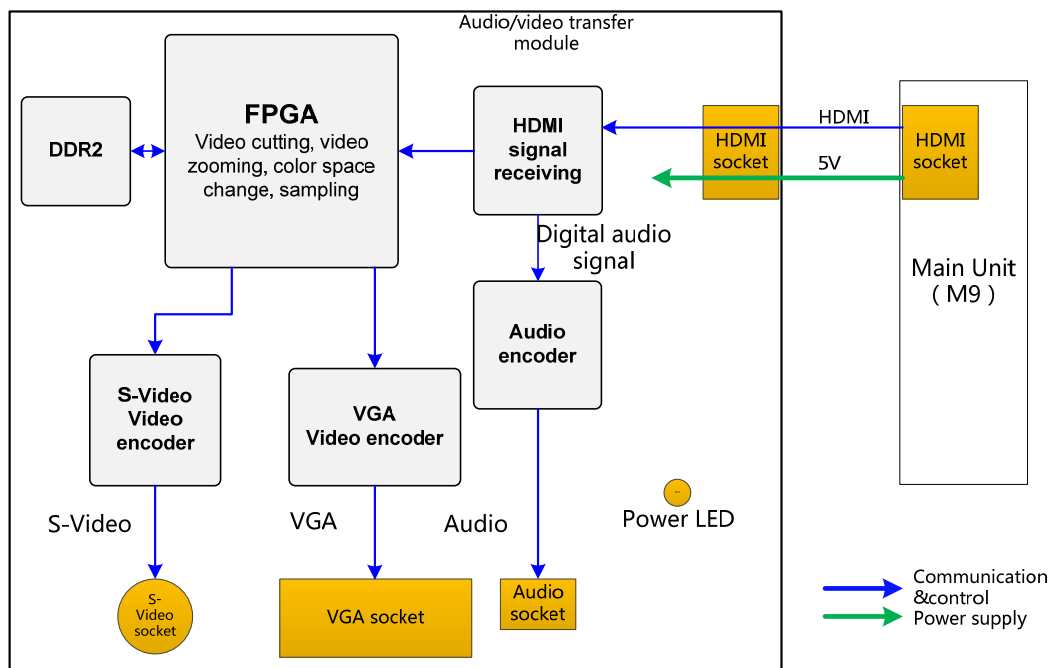 Audio/video transfer
module
FPGA
Video cutting, video
zooming, color space
change, sampling
DDR2
HDMI
signal
receiving
HDMI
socket
HDMI
5V
HDMI
socket
Main Unit
( M9 )
Digital audio
signal
Audio
encoder
S-Video
Video
encoder
VGA
Video encoder
S-Video
VGA
Audio
Power LED
S-
Video
socket
VGA socket
Audio
socket
Communication
&control
Power supply